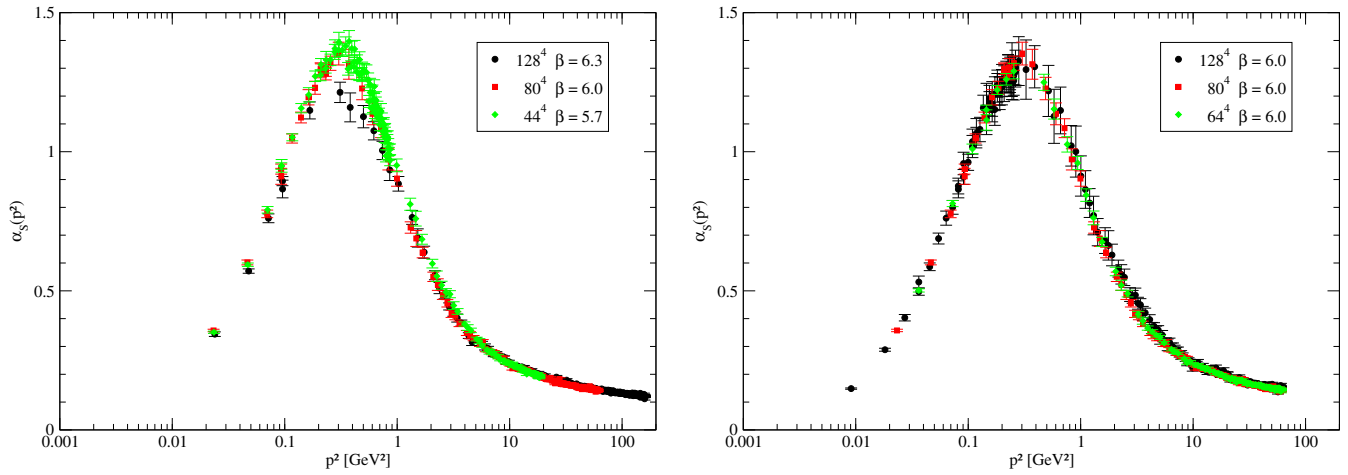 1.5
1
0.5
0
α_S(p²)
128⁴ β = 6.3
80⁴ β = 6.0
44⁴ β = 5.7
0.001 0.01 0.1 1 10 100
p² [GeV²]
1.5
1
0.5
0
α_S(p²)
128⁴ β = 6.0
80⁴ β = 6.0
64⁴ β = 6.0
0.001 0.01 0.1 1 10 100
p² [GeV²]